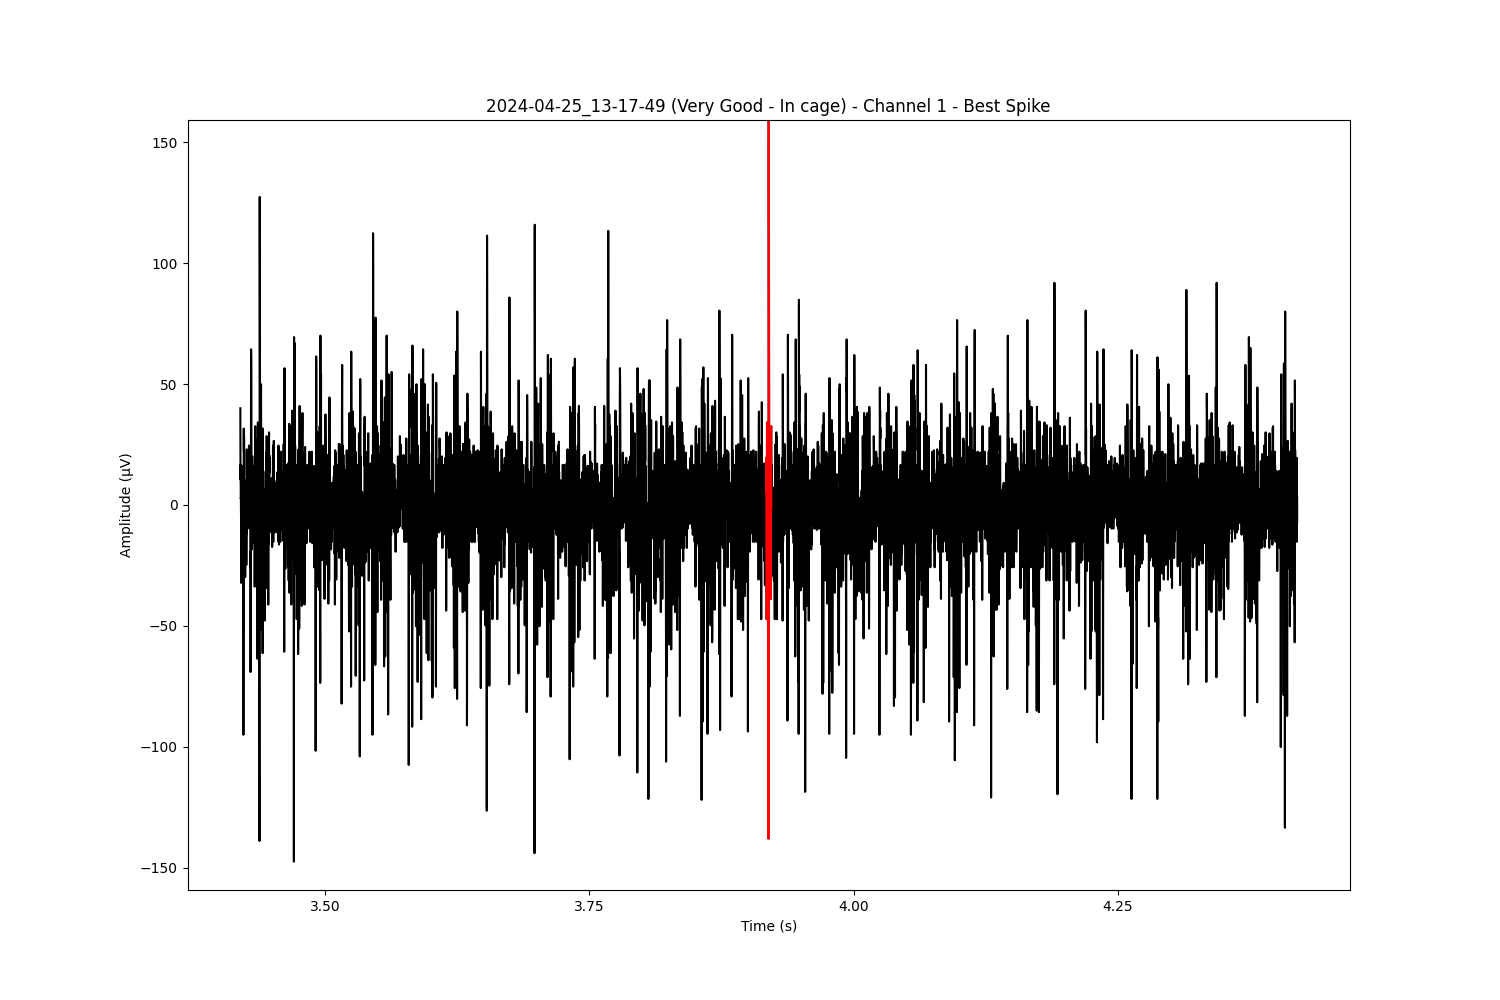 2024-04-25_13-17-49 (Very Good - In cage) - Channel 1 - Best Spike
150
100
50
0
−50
−100
−150
Amplitude (µV)
3.50 3.75 4.00 4.25
Time (s)